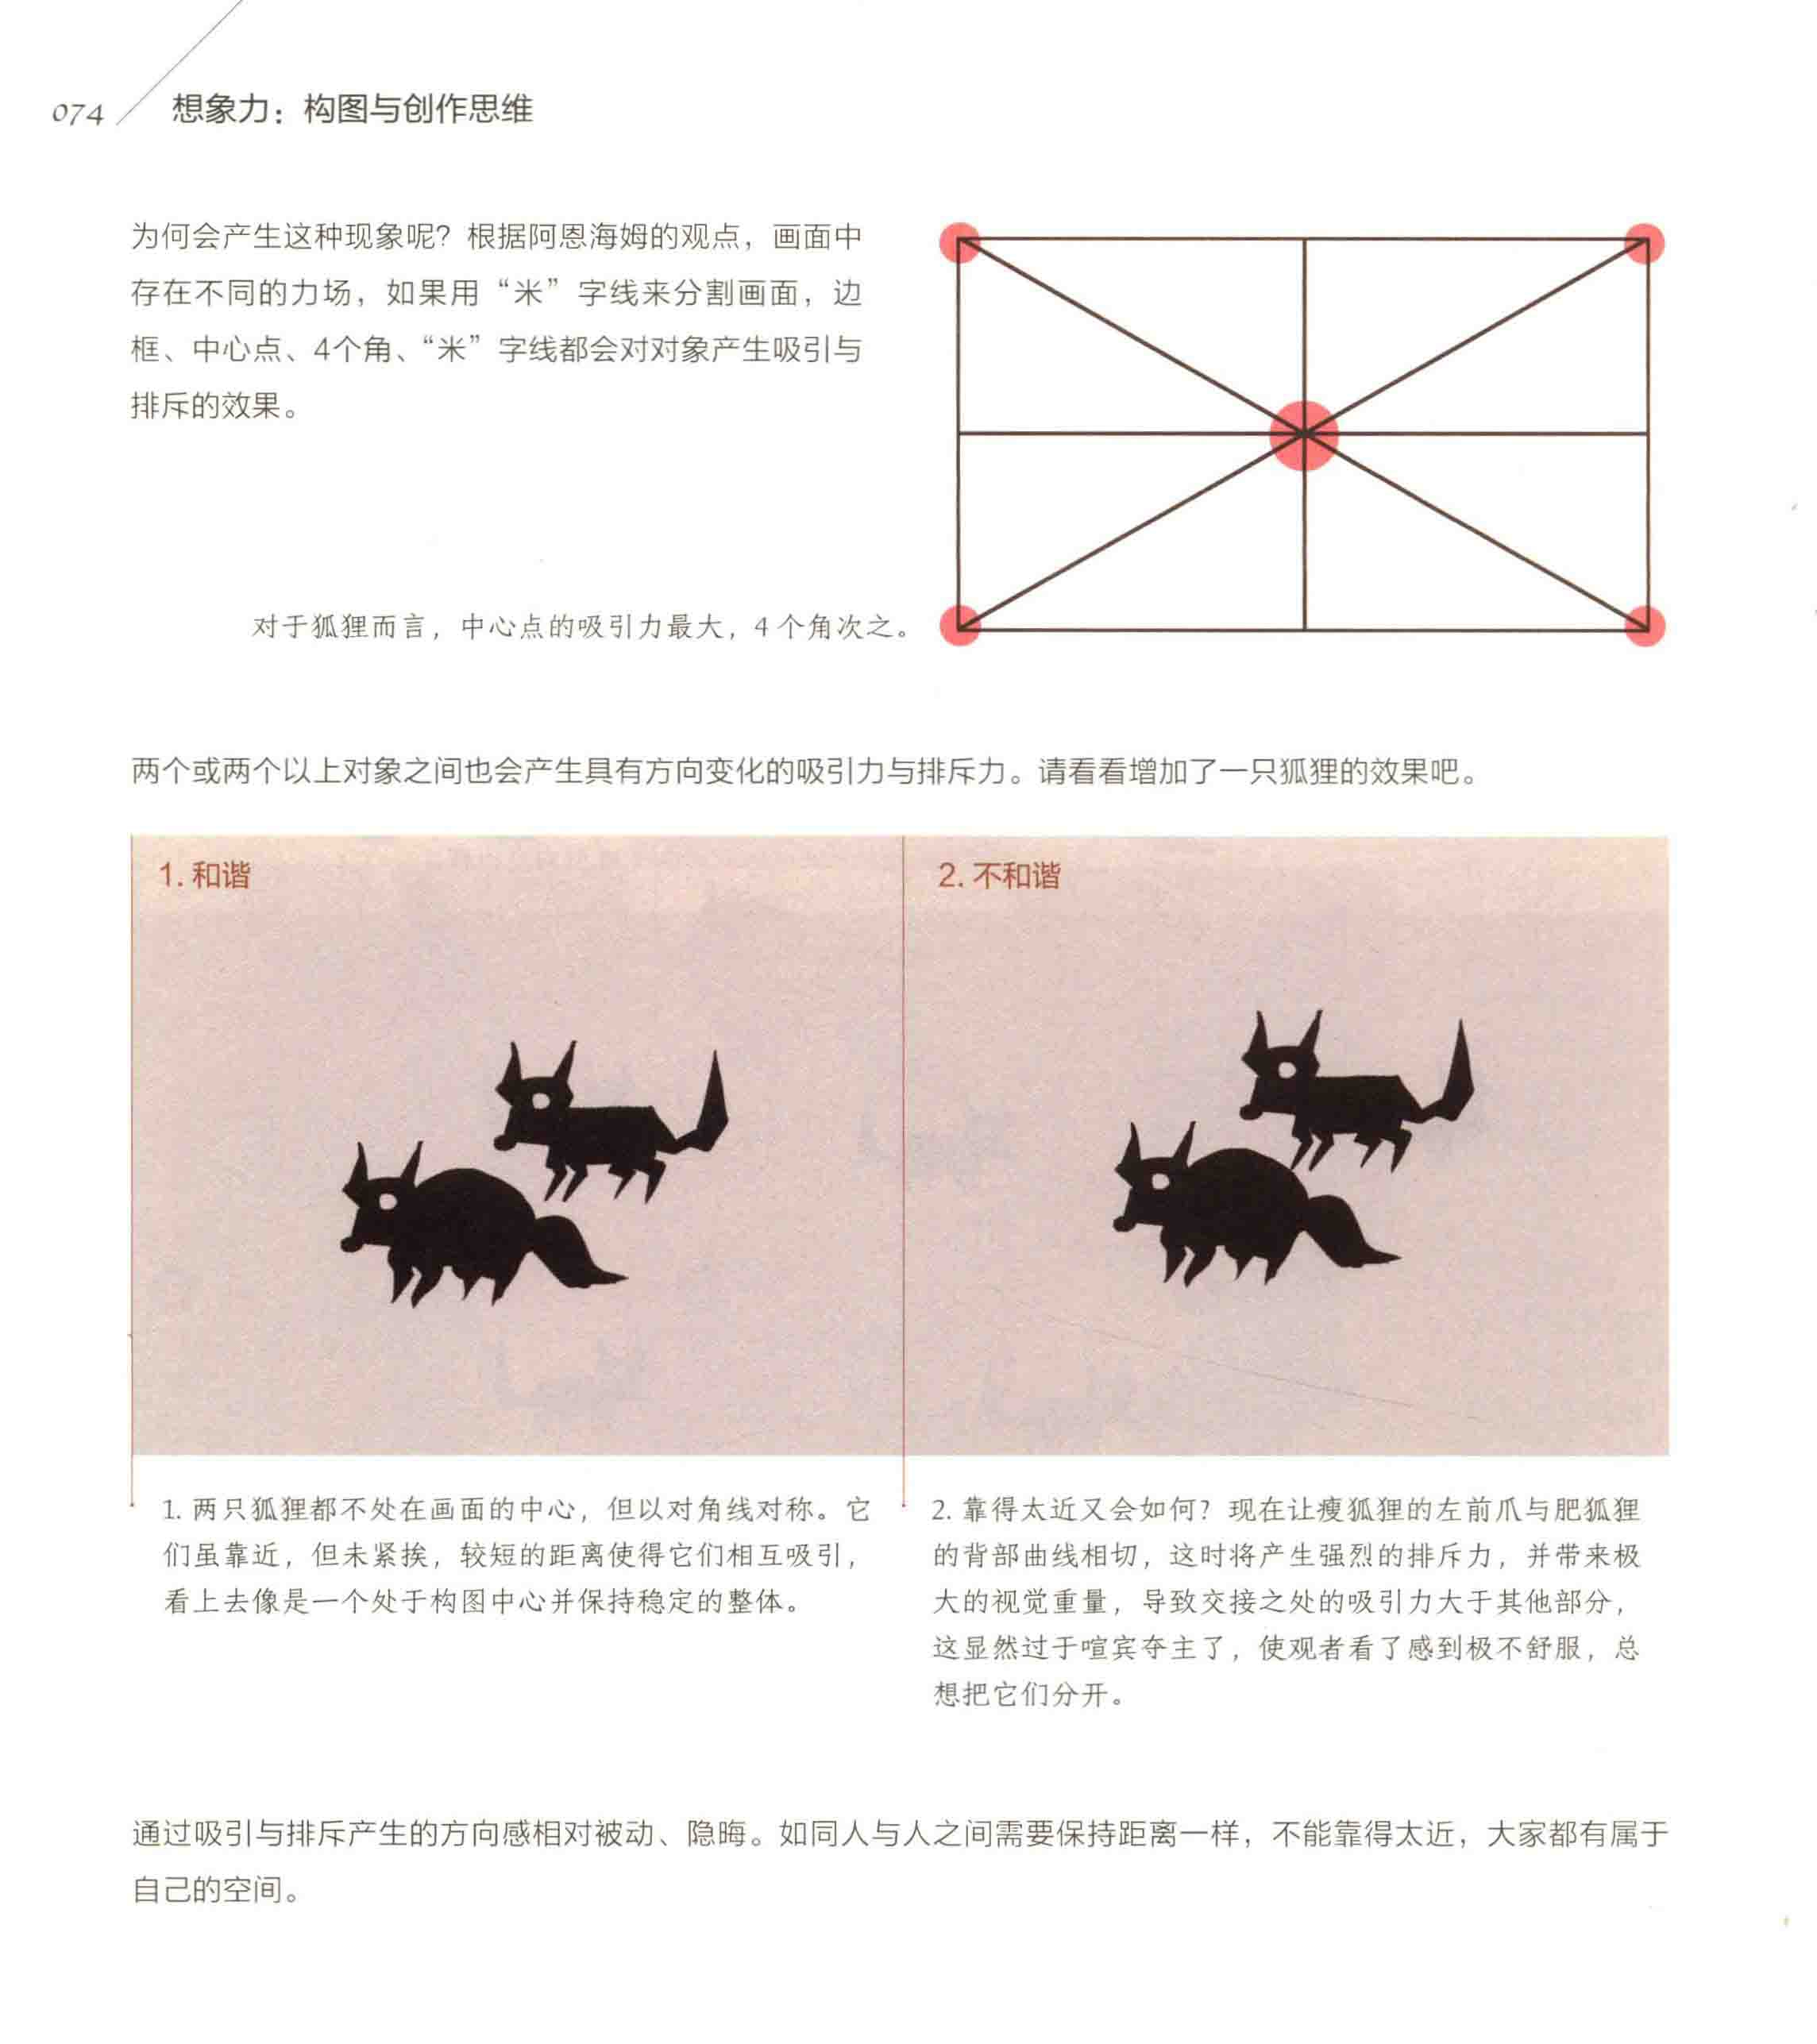 074
想象力：构图与创作思维
为何会产生这种现象呢？根据阿恩海姆的观点，画面中
存在不同的力场，如果用“米”字线来分割画面，边
框、中心点、4个角、“米”字线都会对对象产生吸引与
排斥的效果。
对于狐狸而言，中心点的吸引力最大，4个角次之。
两个或两个以上对象之间也会产生具有方向变化的吸引力与排斥力。请看看增加了一只狐狸的效果吧。
1. 和谐
2. 不和谐
1. 两只狐狸都不处在画面的中心，但以对角线对称。它
们虽靠近，但未紧挨，较短的距离使得它们相互吸引，
看上去像是一个处于构图中心并保持稳定的整体。
2. 靠得太近又会如何？现在让瘦狐狸的左前爪与肥狐狸
的背部曲线相切，这时将产生强烈的排斥力，并带来极
大的视觉重量，导致交接之处的吸引力大于其他部分，
这显然过于喧宾夺主了，使观者看了感到极不舒服，总
想把它们分开。
通过吸引与排斥产生的方向感相对被动、隐晦。如同人与人之间需要保持距离一样，不能靠得太近，大家都有属于
自己的空间。